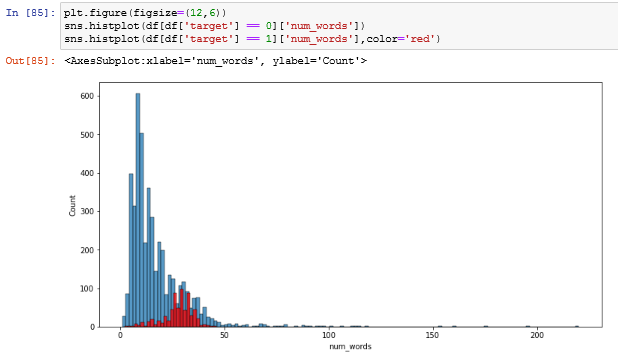 In [85]: plt.figure(figsize=(12,6))
sns.histplot(df[df['target'] == 0]['num_words'])
sns.histplot(df[df['target'] == 1]['num_words'],color='red')
Out[85]: <AxesSubplot:xlabel='num_words', ylabel='Count'>
600
500
400
300
200
100
0
Count
0 50 100 150 200
num_words